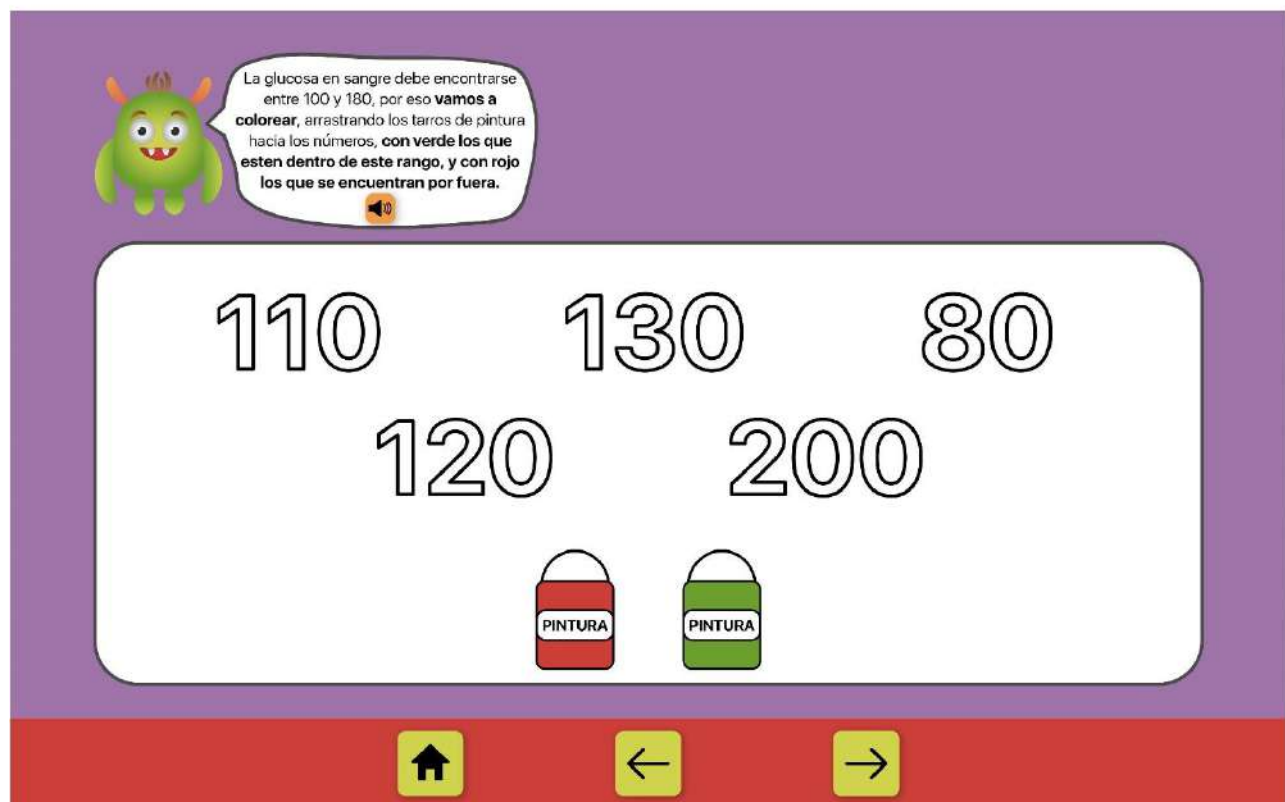 La glucosa en sangre debe encontrarse
entre 100 y 180, por eso vamos a
colorear, arrastrando los tarros de pintura
hacia los números, con verde los que
esten dentro de este rango, y con rojo
los que se encuentran por fuera.
110 130 80
120 200
PINTURA PINTURA